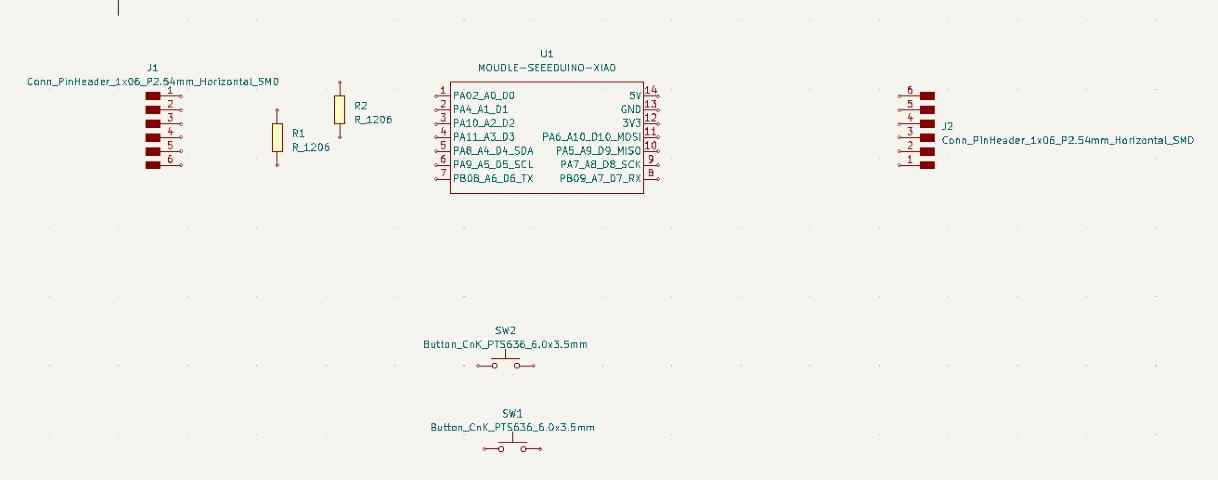 J1
Conn_PinHeader_1x06_P2.54mm_Horizontal_SMD
1
2
3
4
5
6
R1
R_1206
R2
R_1206
U1
MOUDLE-SEEEDUINO-XIAO
1 PA02_A0_D0 5V 14
2 PA4_A1_D1 GND 13
3 PA10_A2_D2 3V3 12
4 PA11_A3_D3 PA6_A10_D10_MOSI 11
5 PA8_A4_D4_SDA PA5_A9_D9_MISO 10
6 PA9_A5_D5_SCL PA7_A8_D8_SCK 9
7 PB08_A6_D6_TX PB09_A7_D7_RX 8
6
5
4
3
2
1
J2
Conn_PinHeader_1x06_P2.54mm_Horizontal_SMD
SW2
Button_CnK_PTS636_6.0x3.5mm
SW1
Button_CnK_PTS636_6.0x3.5mm